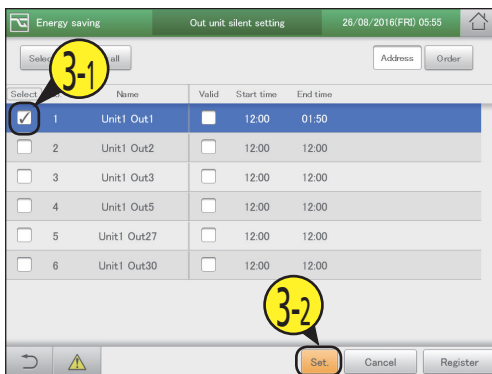 Energy saving Out unit silent setting 26/08/2016(FRI) 05:55
all Address Order
3-1
Select Name Valid Start time End time
1 Unit1 Out1 12:00 01:50
2 Unit1 Out2 12:00 12:00
3 Unit1 Out3 12:00 12:00
4 Unit1 Out5 12:00 12:00
5 Unit1 Out27 12:00 12:00
6 Unit1 Out30 12:00 12:00
3-2
Set. Cancel Register